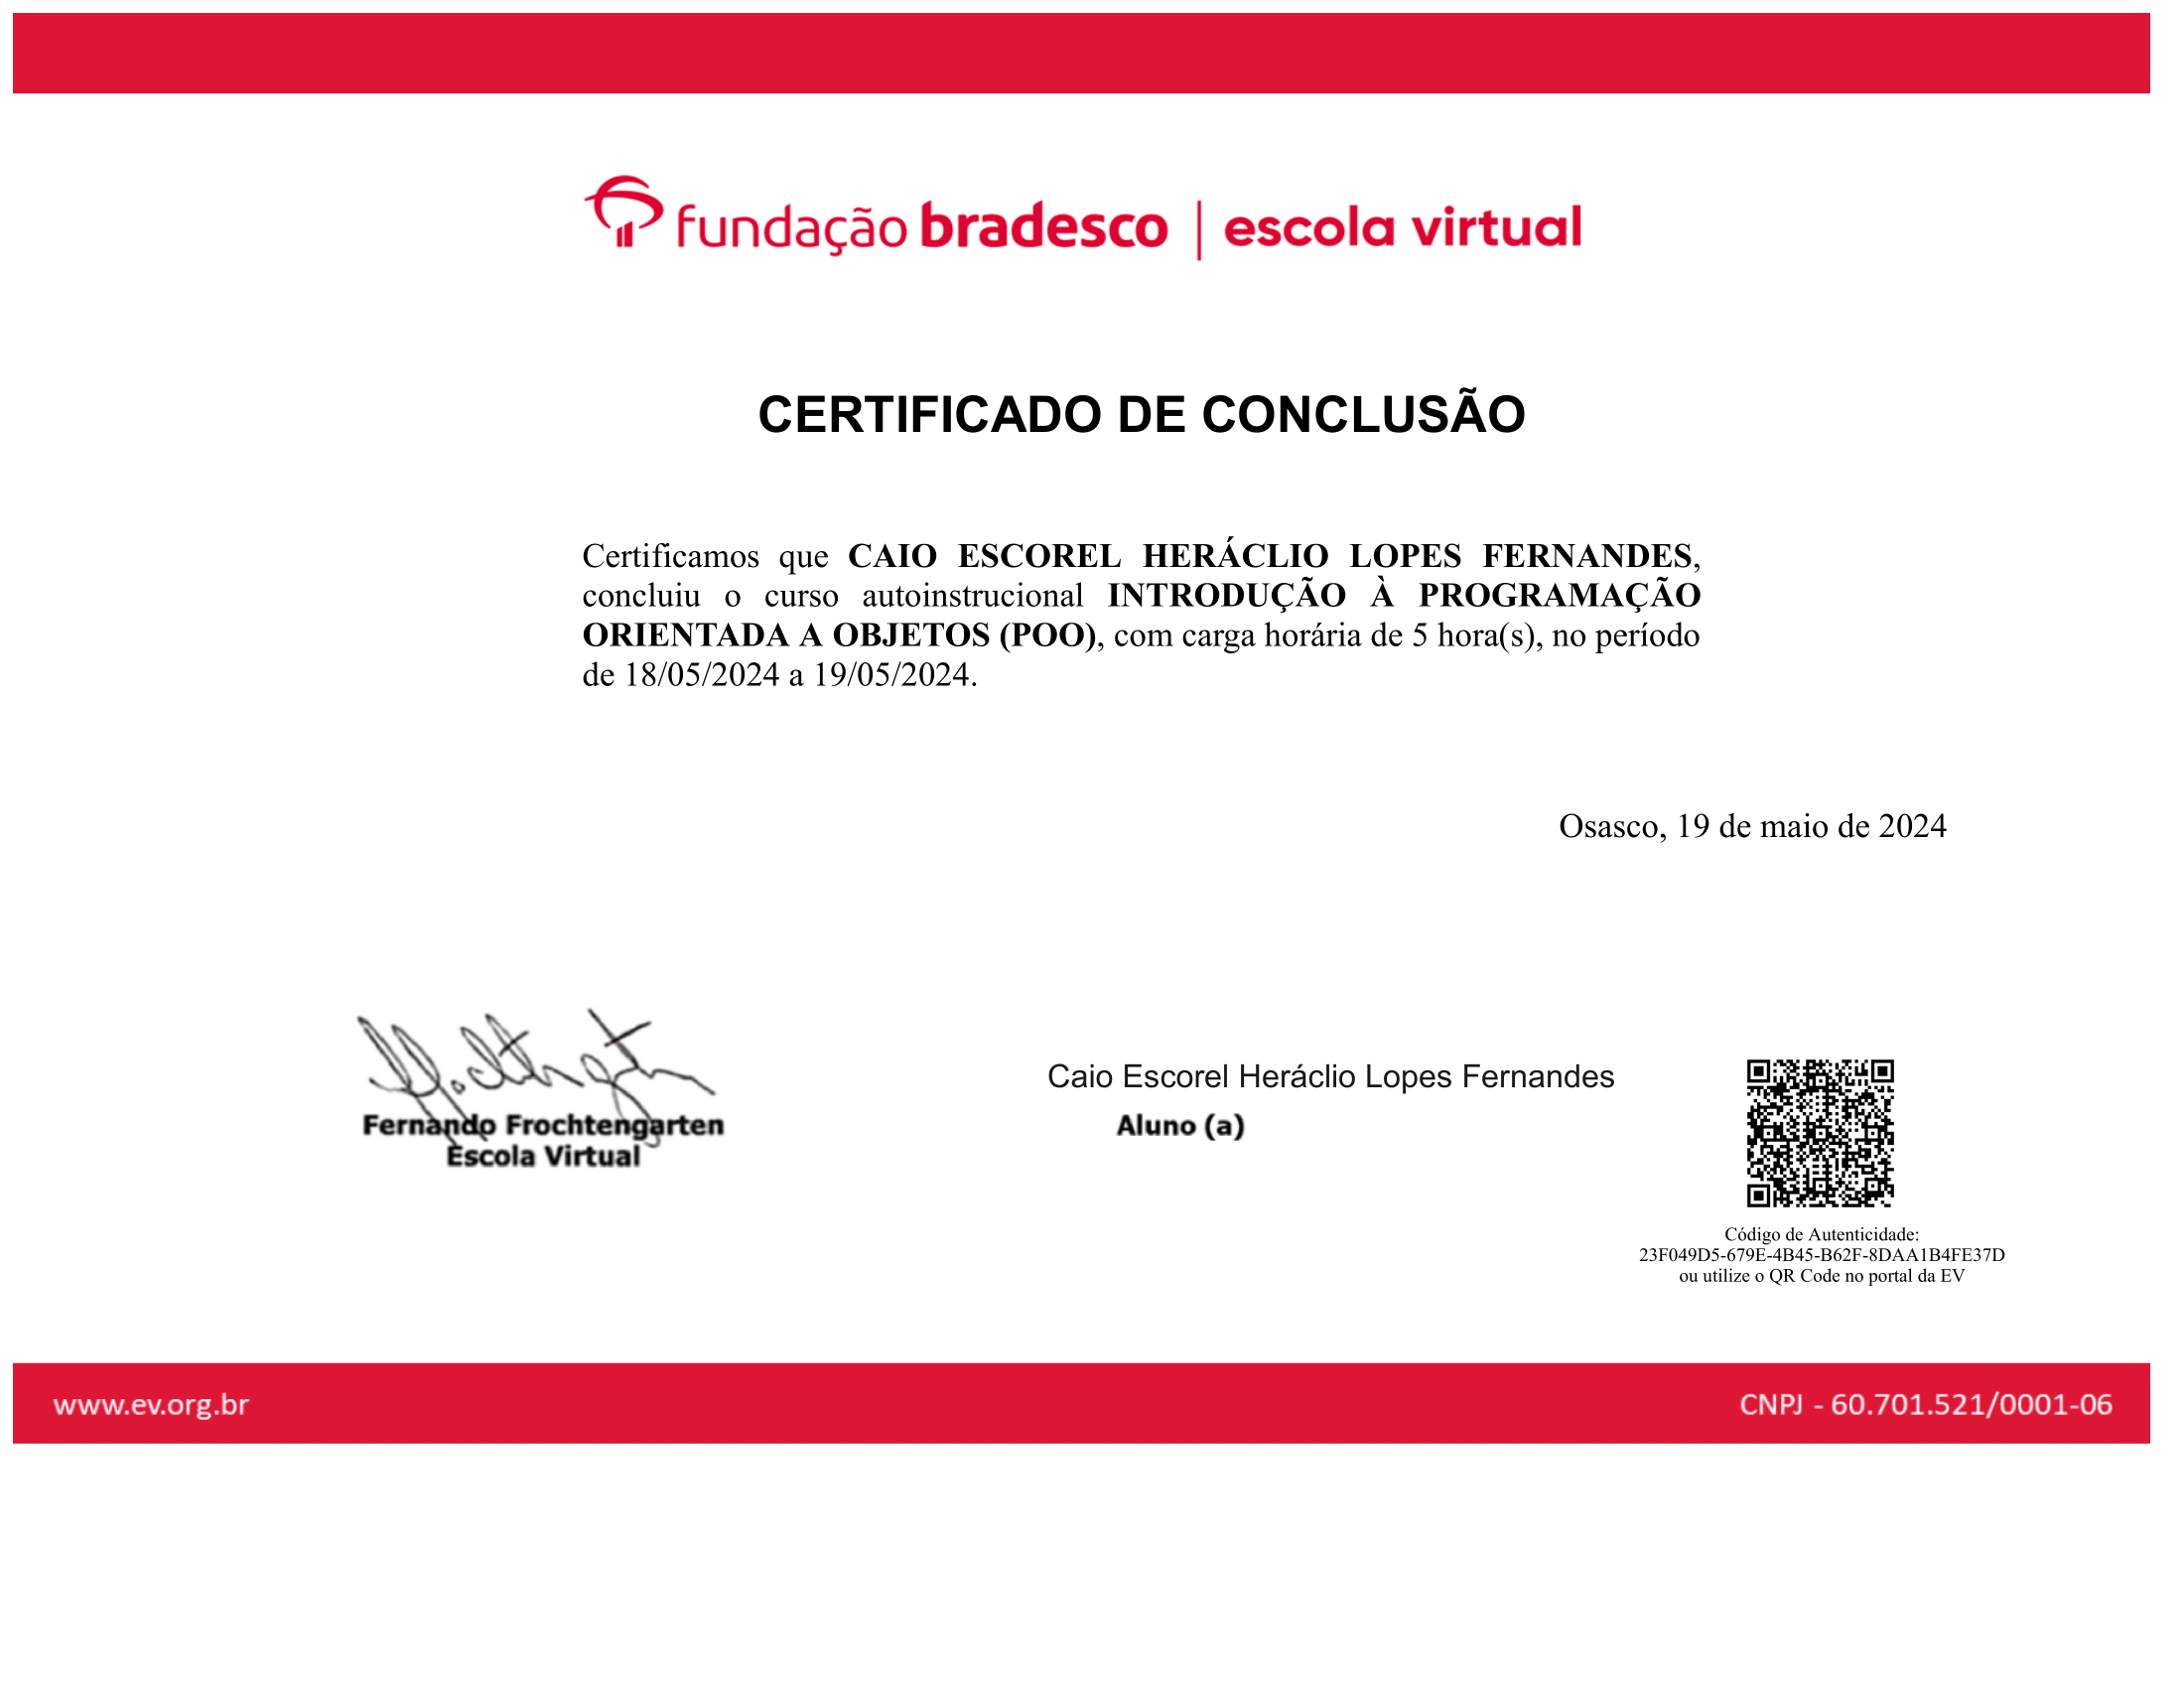 fundação bradesco | escola virtual
CERTIFICADO DE CONCLUSÃO
Certificamos que CAIO ESCOREL HERÁCLIO LOPES FERNANDES,
concluiu o curso autoinstrucional INTRODUÇÃO À PROGRAMAÇÃO
ORIENTADA A OBJETOS (POO), com carga horária de 5 hora(s), no período
de 18/05/2024 a 19/05/2024.
Osasco, 19 de maio de 2024
Fernando Frochtengarten
Escola Virtual
Caio Escorel Heráclio Lopes Fernandes
Aluno (a)
Código de Autenticidade:
23F049D5-679E-4B45-B62F-8DAA1B4FE37D
ou utilize o QR Code no portal da EV
www.ev.org.br
CNPJ - 60.701.521/0001-06